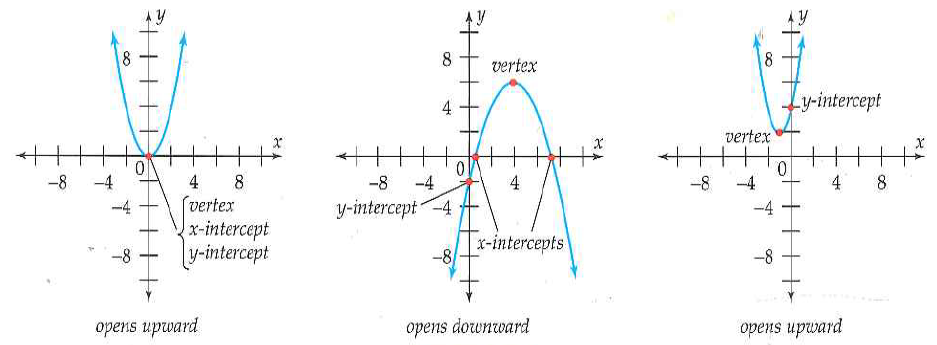 y
8
x
-8
-4
0
4
8
-4
vertex
x-intercept
y-intercept
-8
opens upward
y
8
vertex
4
x
-8
-4
0
4
y-intercept
-4
x-intercepts
-8
opens downward
y
8
y-intercept
vertex
x
-8
-4
0
4
8
-4
-8
opens upward